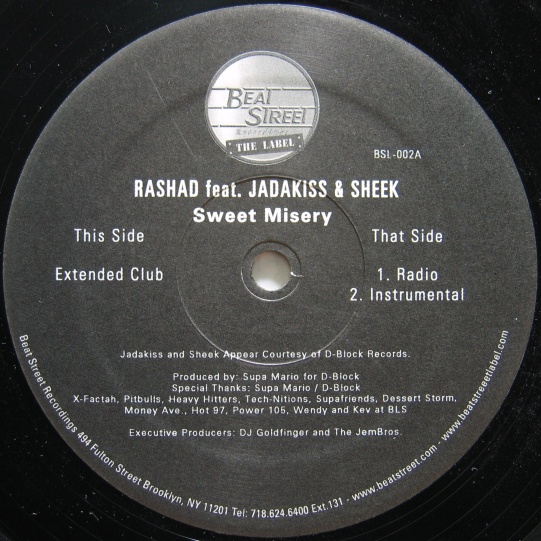 BEAT
STREET
Recordings
THE LABEL
BSL-002A
RASHAD feat. JADAKISS & SHEEK
Sweet Misery
This Side
That Side
Extended Club
1. Radio
2. Instrumental
Jadakiss and Sheek Appear Courtesy of D-Block Records.
Produced by: Supa Mario for D-Block
Special Thanks: Supa Mario / D-Block
X-Factah, Pitbulls, Heavy Hitters, Tech-Nitions, Supafriends, Dessert Storm,
Money Ave., Hot 97, Power 105, Wendy and Kev at BLS
Executive Producers: DJ Goldfinger and The JemBros.
Beat Street Recordings 494 Fulton Street Brooklyn, NY 11201 Tel: 718.624.6400 Ext.131 - www.beatstreet.com - www.beatstreetlabel.com